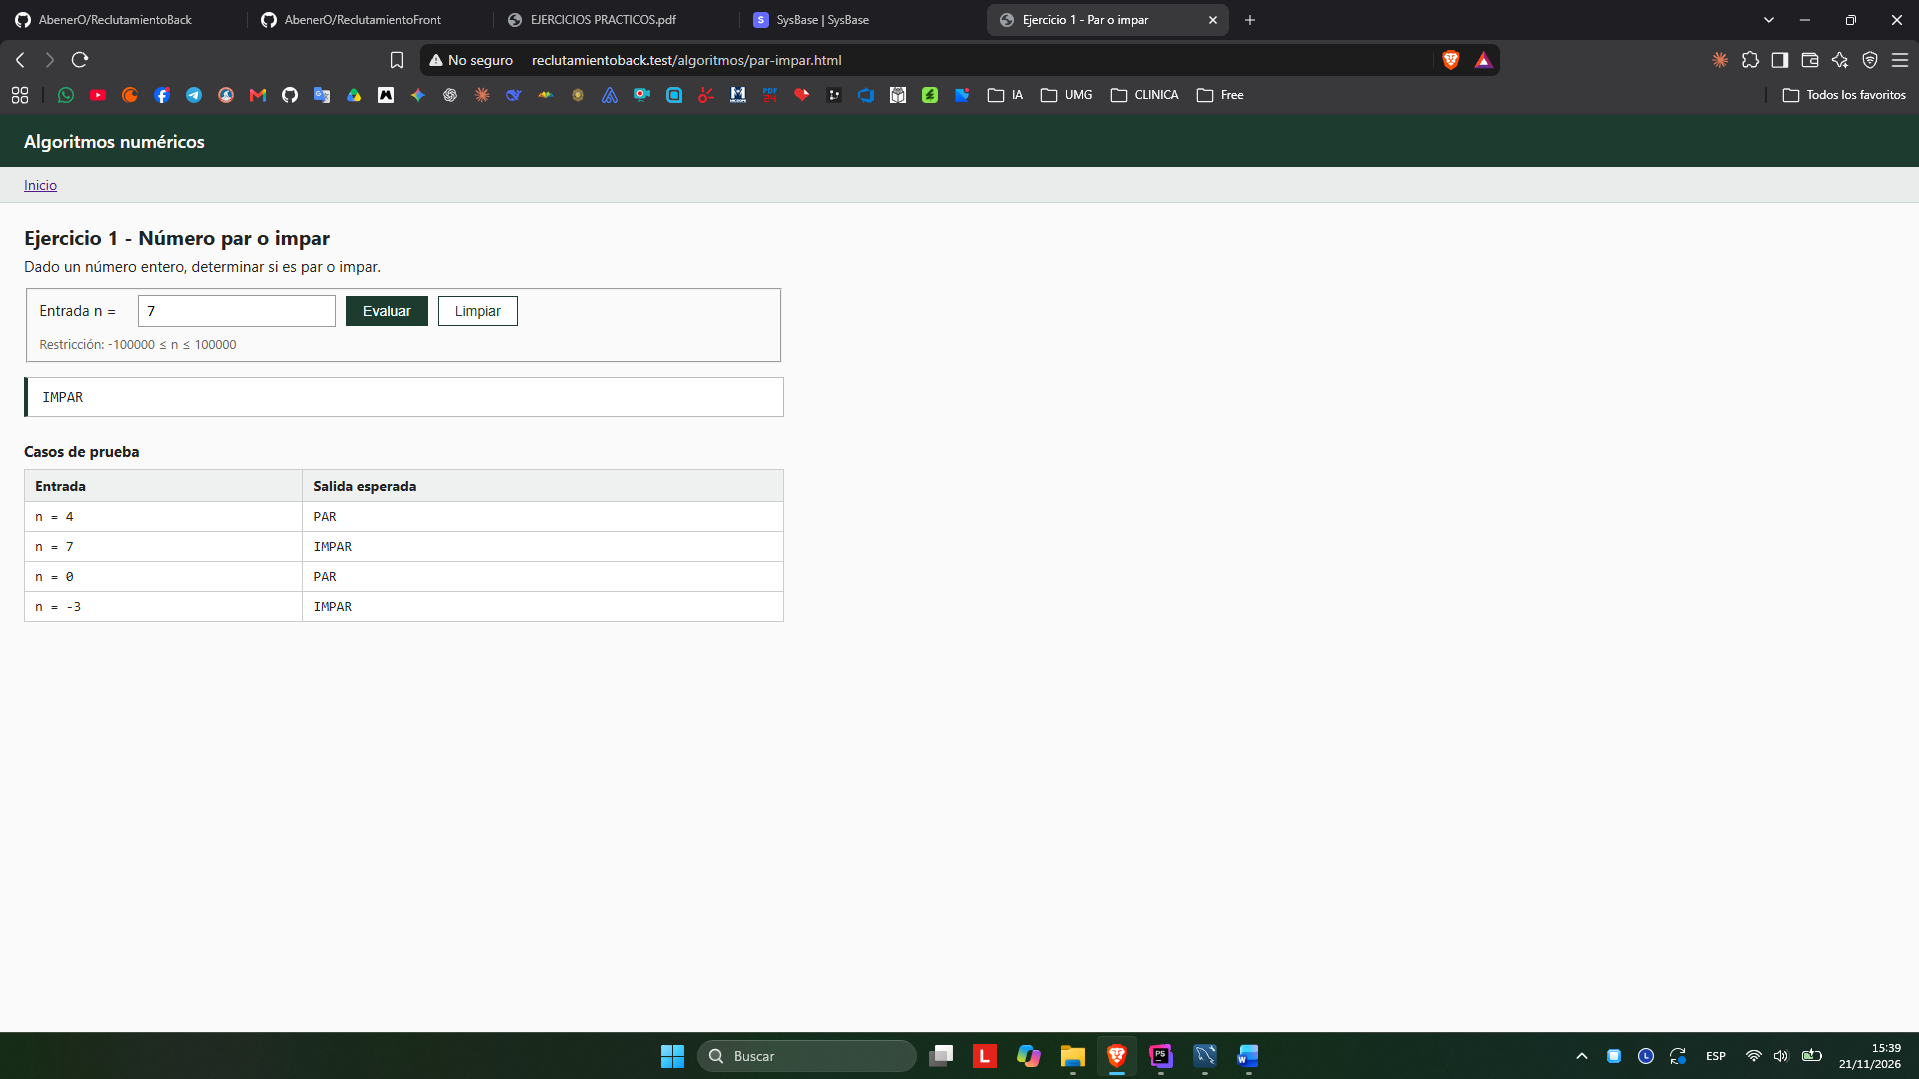 AbenerO/ReclutamientoBack
AbenerO/ReclutamientoFront
EJERCICIOS PRACTICOS.pdf
S SysBase | SysBase
Ejercicio 1 - Par o impar
No seguro reclutamientoback.test/algoritmos/par-impar.html
IA
UMG
CLINICA
Free
Todos los favoritos
Algoritmos numéricos
Inicio
Ejercicio 1 - Número par o impar
Dado un número entero, determinar si es par o impar.
Entrada n = 7 Evaluar Limpiar
Restricción: -100000 ≤ n ≤ 100000
IMPAR
Casos de prueba
Entrada Salida esperada
n = 4 PAR
n = 7 IMPAR
n = 0 PAR
n = -3 IMPAR
L
Buscar
PS
W
L
ESP
15:39
21/11/2026